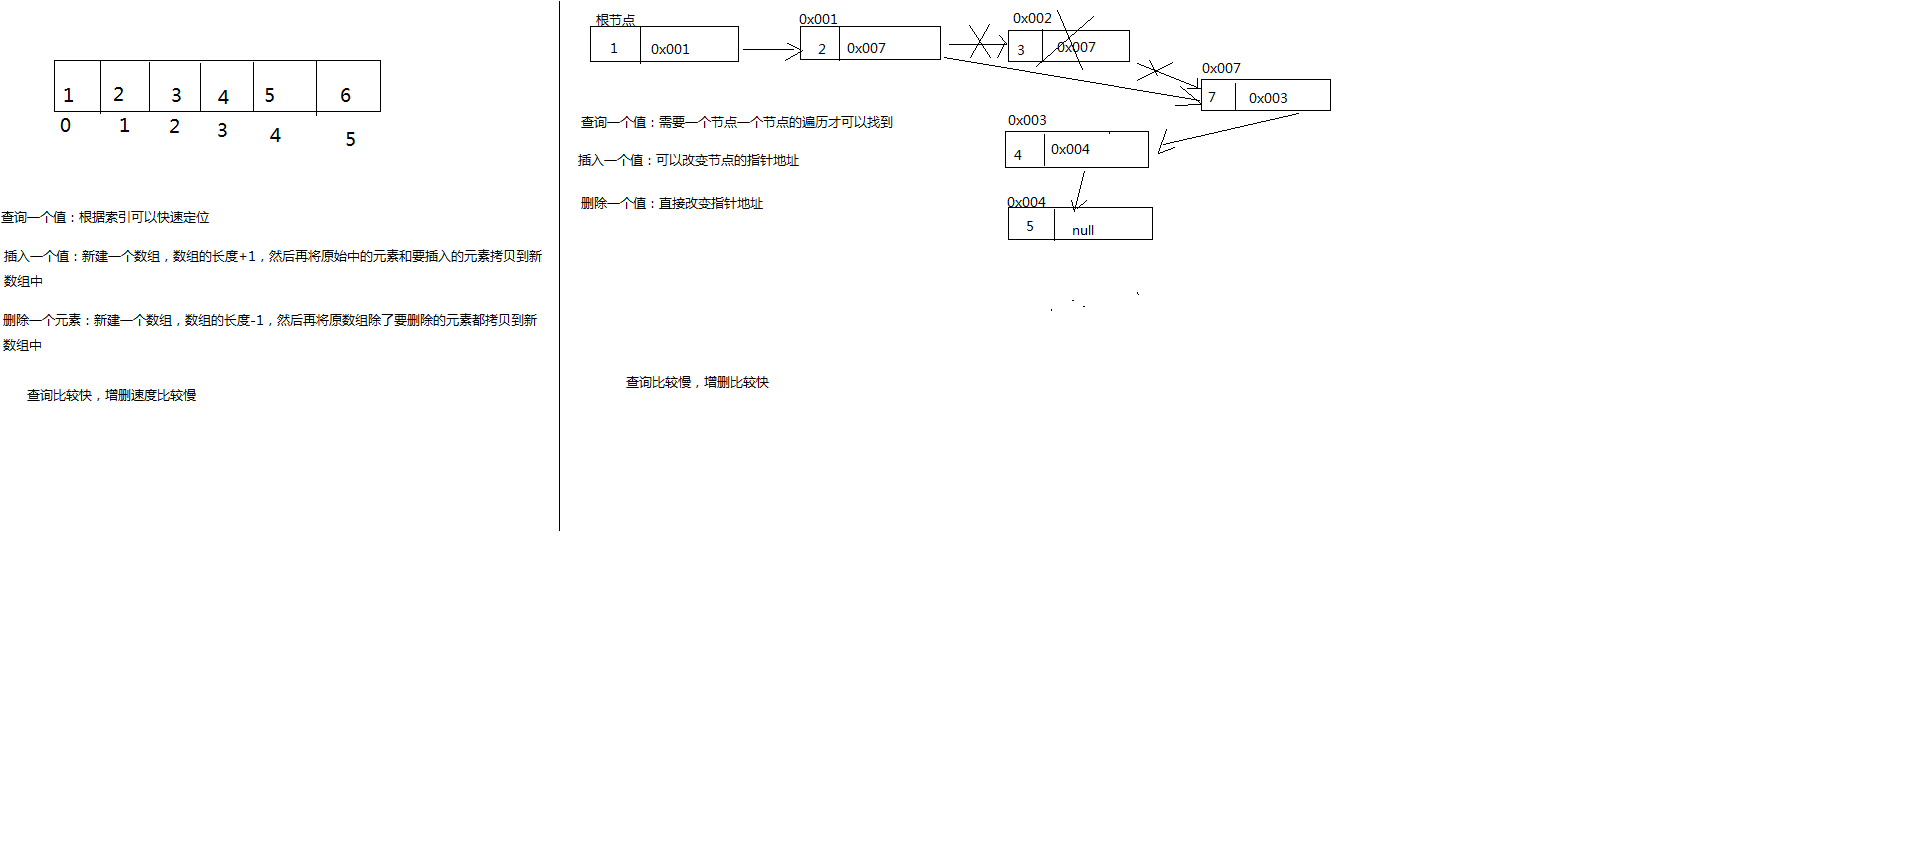 1 2 3 4 5 6
0 1 2 3 4 5
查询一个值：根据索引可以快速定位
插入一个值：新建一个数组，数组的长度+1，然后再将原始中的元素和要插入的元素拷贝到新
数组中
删除一个元素：新建一个数组，数组的长度-1，然后再将原数组除了要删除的元素都拷贝到新
数组中
查询比较快，增删速度比较慢
根节点
1 0x001
0x001
2 0x007
0x002
3 0x007
0x007
7 0x003
0x003
4 0x004
0x004
5 null
查询一个值：需要一个节点一个节点的遍历才可以找到
插入一个值：可以改变节点的指针地址
删除一个值：直接改变指针地址
查询比较慢，增删比较快